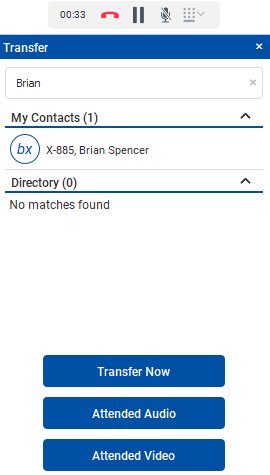 00:33
Transfer
Brian
My Contacts (1)
bx X-885, Brian Spencer
Directory (0)
No matches found
Transfer Now
Attended Audio
Attended Video